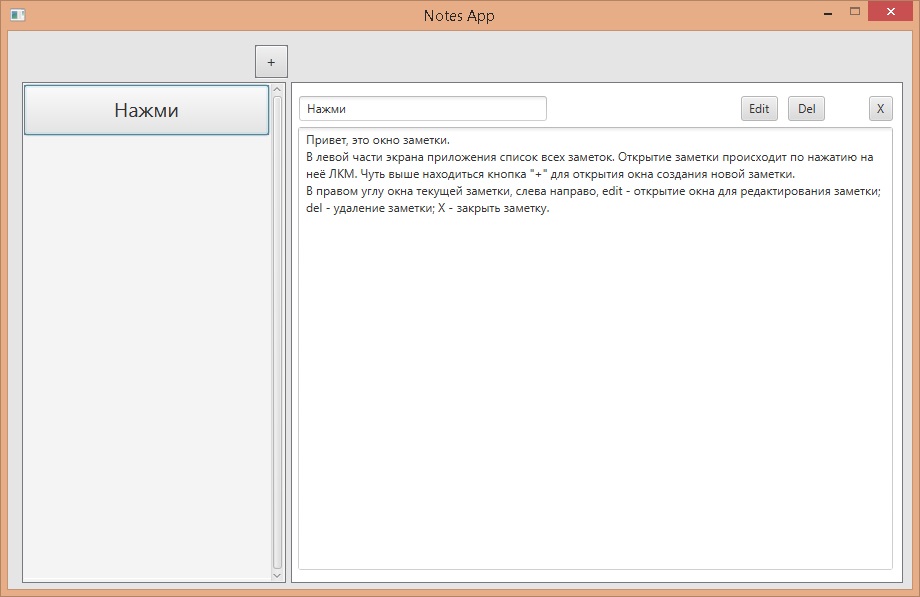 Notes App
+
Нажми
Нажми
Edit
Del
X
Привет, это окно заметки.
В левой части экрана приложения список всех заметок. Открытие заметки происходит по нажатию на
неё ЛКМ. Чуть выше находиться кнопка "+" для открытия окна создания новой заметки.
В правом углу окна текущей заметки, слева направо, edit - открытие окна для редактирования заметки;
del - удаление заметки; X - закрыть заметку.